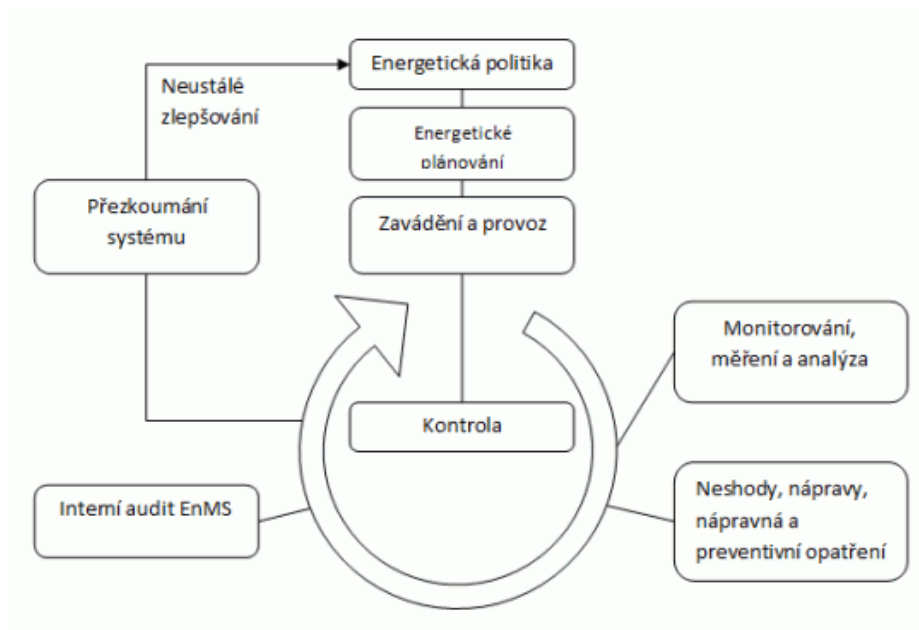 Energetická politika
Neustálé
zlepšování
Energetické
plánování
Přezkoumání
systému
Zavádění a provoz
Monitorování,
měření a analýza
Kontrola
Interní audit EnMS
Neshody, nápravy,
nápravná a
preventivní opatření